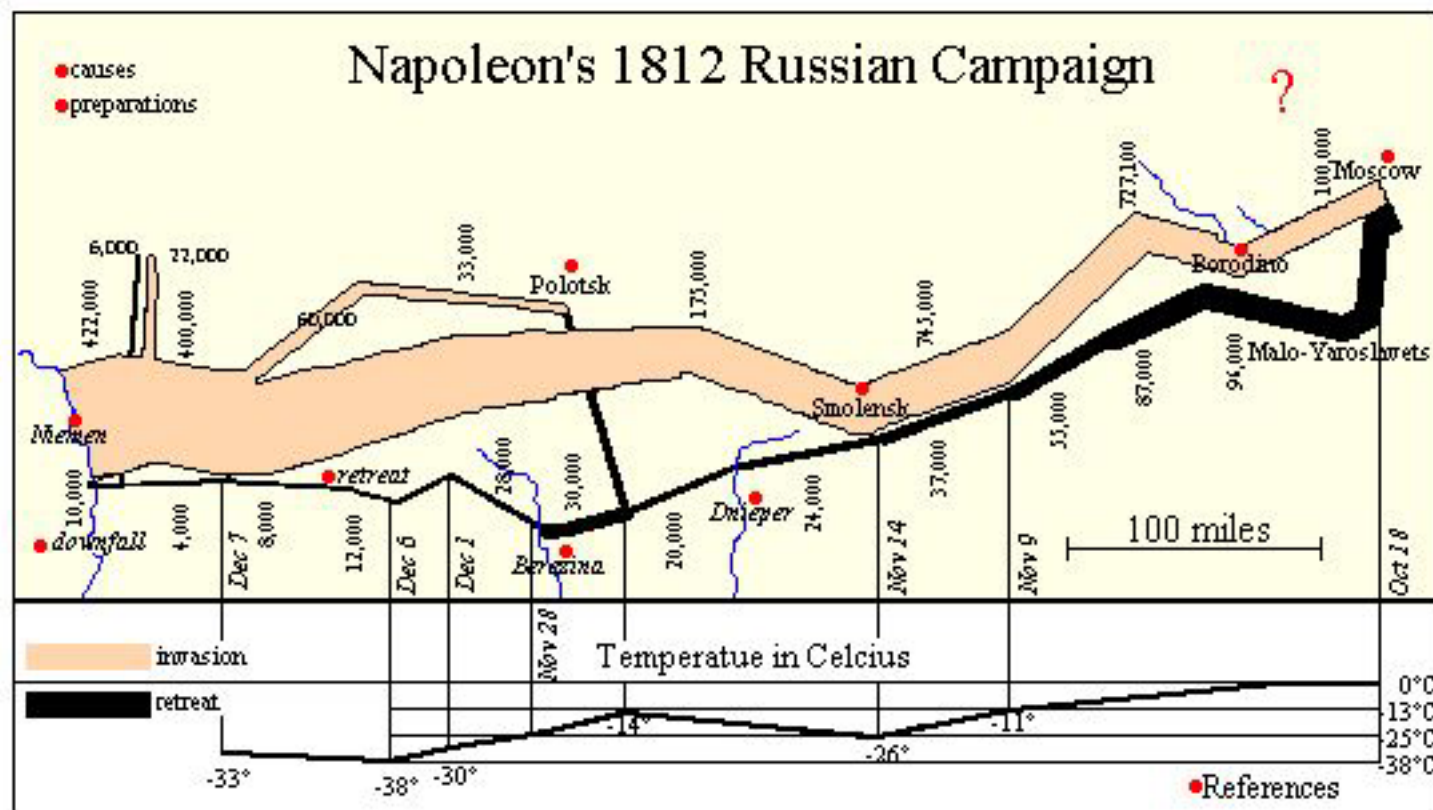 Napoleon's 1812 Russian Campaign
causes
preparations
?
Moscow
100,000
727,100
Borodino
6,000
22,000
33,000
Polotsk
422,000
400,000
60,000
175,000
745,000
Malo-Yaroslavets
94,000
87,000
55,000
Smolensk
Nhemen
retreat
28,000
30,000
Dnieper
24,000
37,000
10,000
downfall
4,000
8,000
12,000
Berezina
20,000
100 miles
Dec 7
Dec 6
Dec 1
Nov 28
Nov 14
Nov 9
Oct 18
invasion
Temperatue in Celcius
retreat
0°C
-13°C
-25°C
-38°C
-14°
-11°
-26°
-33°
-38°
-30°
References